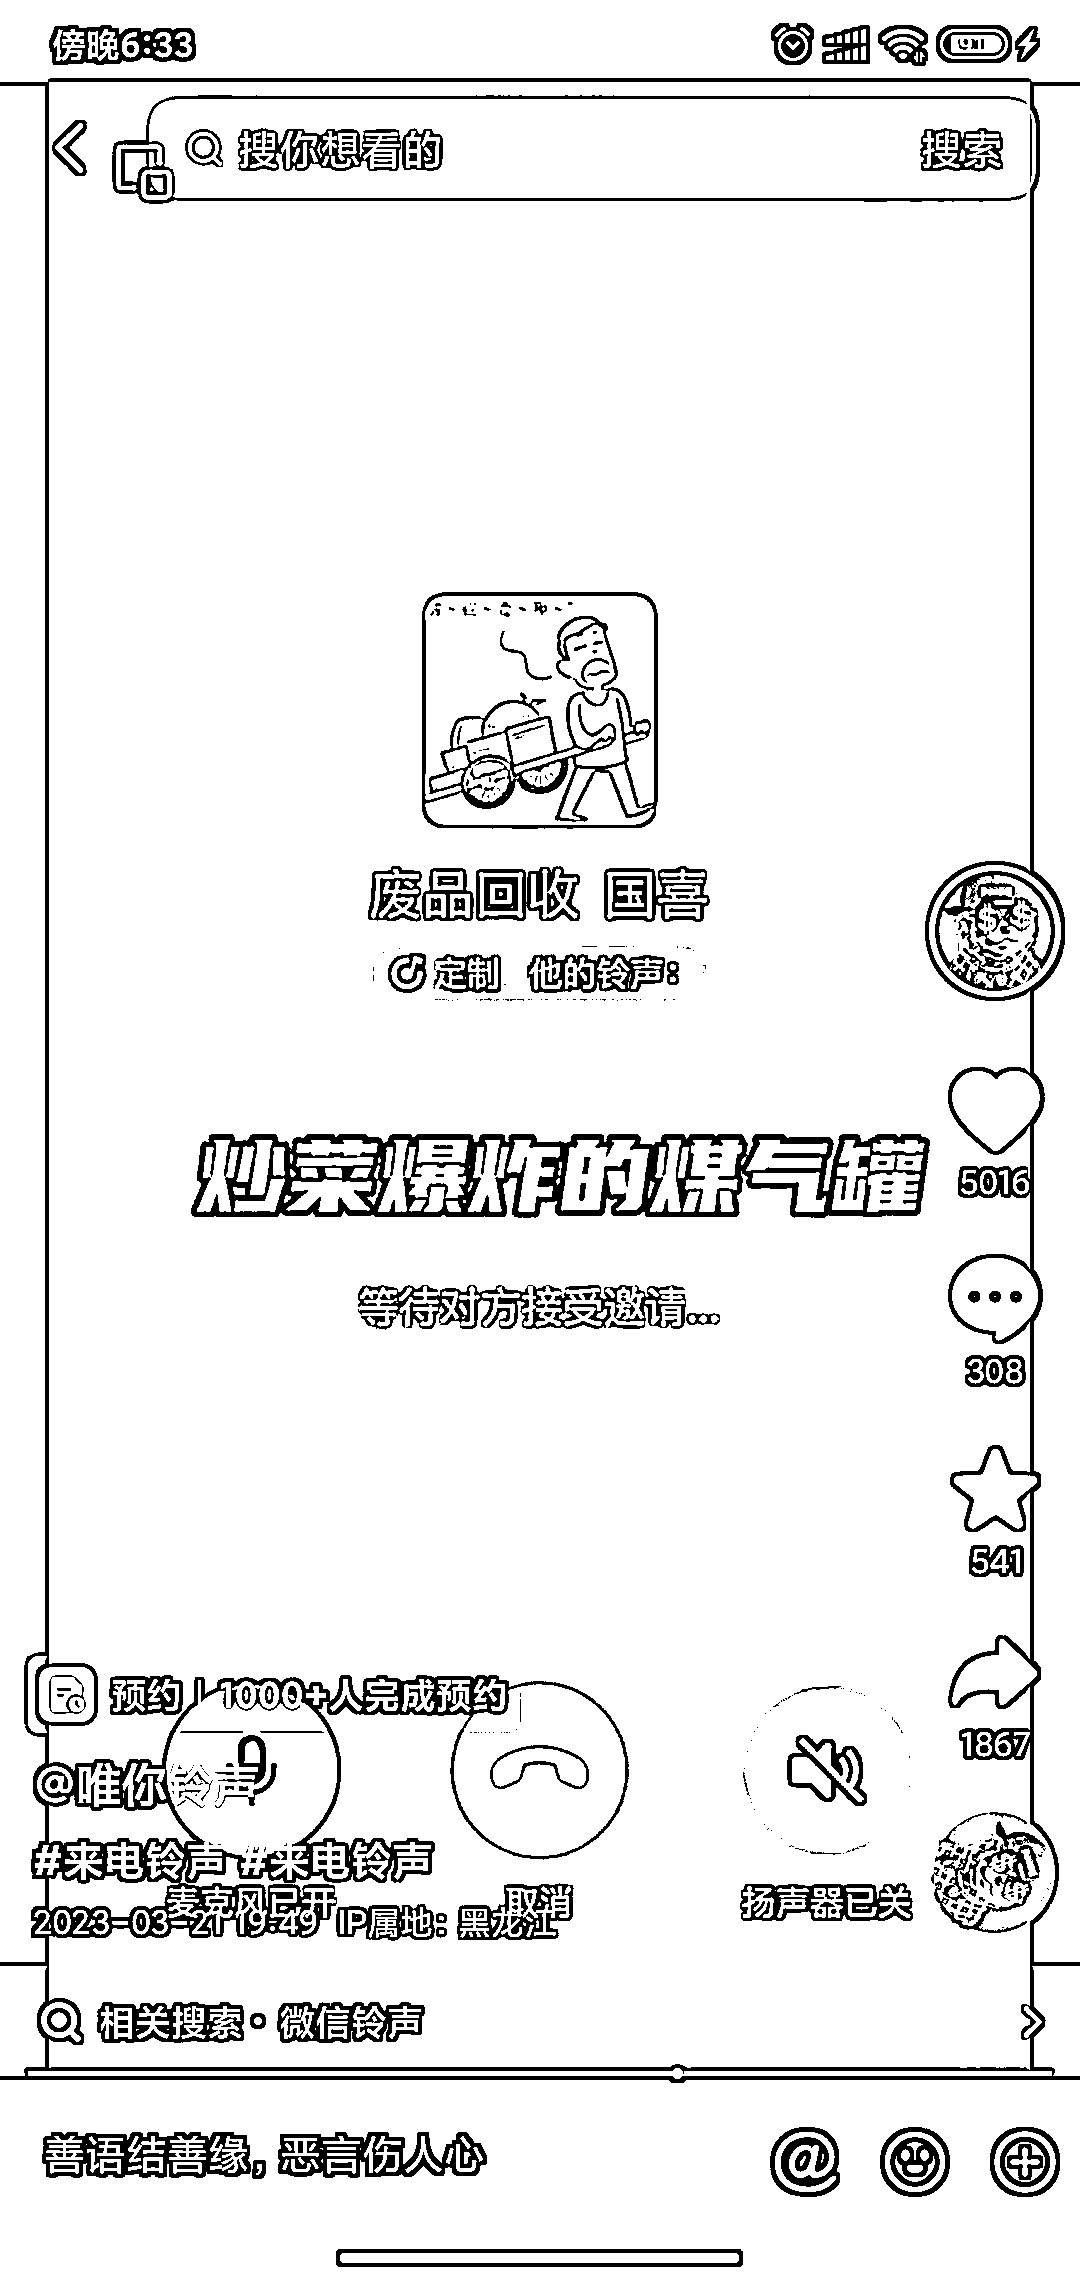 傍晚6:33
搜你想看的 搜索
废品回收 国喜
定制 他的铃声:
炒菜爆炸的煤气罐
5016
等待对方接受邀请...
308
541
预约 | 1000+人完成预约
1867
@唯你铃声
#来电铃声 #来电铃声
麦克风已开 取消 扬声器已关
2023-03-21 19:49 IP属地: 黑龙江
相关搜索 · 微信铃声
善语结善缘, 恶言伤人心